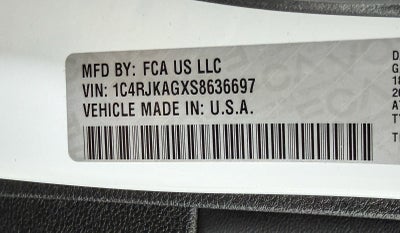 MFD BY: FCA US LLC
VIN: 1C4RJKAGXS8636697
VEHICLE MADE IN: U.S.A.